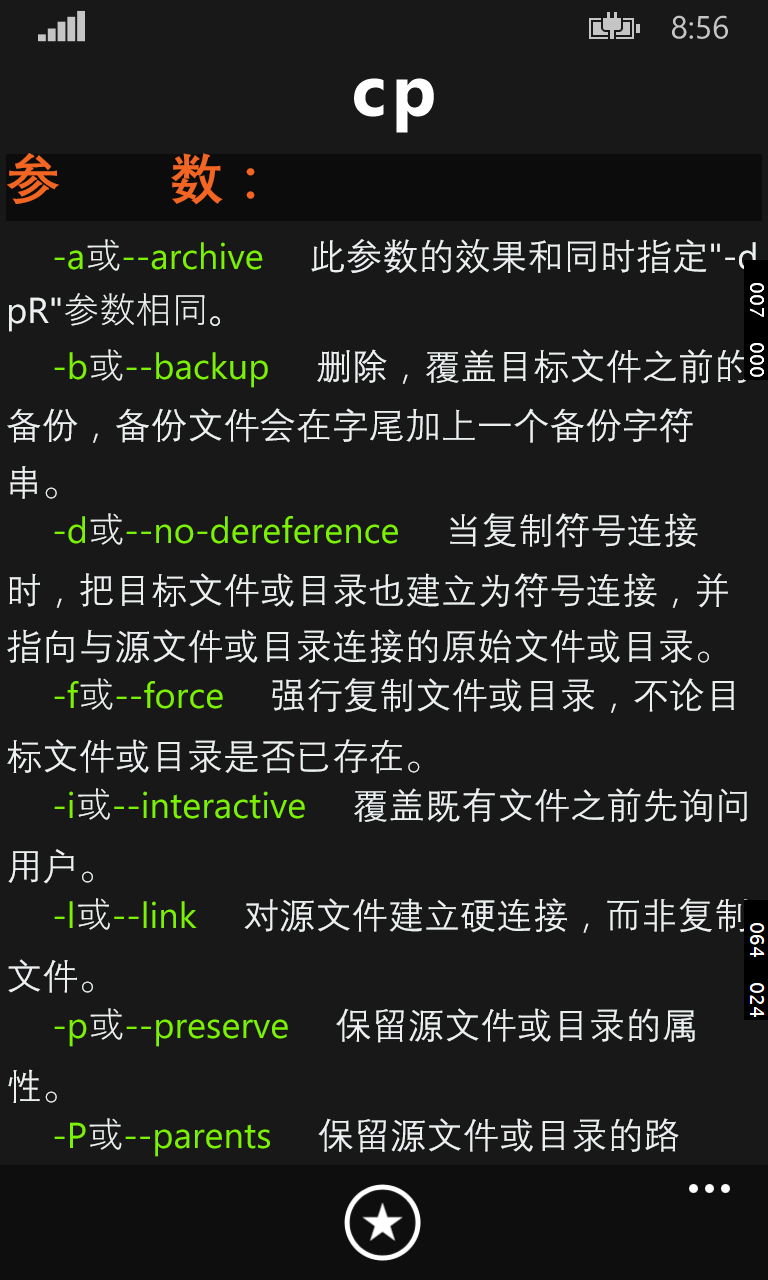 8:56
cp
参　　数：
-a或--archive　此参数的效果和同时指定"-d
pR"参数相同。
007 000
-b或--backup　删除，覆盖目标文件之前的
备份，备份文件会在字尾加上一个备份字符
串。
-d或--no-dereference　当复制符号连接
时，把目标文件或目录也建立为符号连接，并
指向与源文件或目录连接的原始文件或目录。
-f或--force　强行复制文件或目录，不论目
标文件或目录是否已存在。
-i或--interactive　覆盖既有文件之前先询问
用户。
-l或--link　对源文件建立硬连接，而非复制
文件。
064 024
-p或--preserve　保留源文件或目录的属
性。
-P或--parents　保留源文件或目录的路